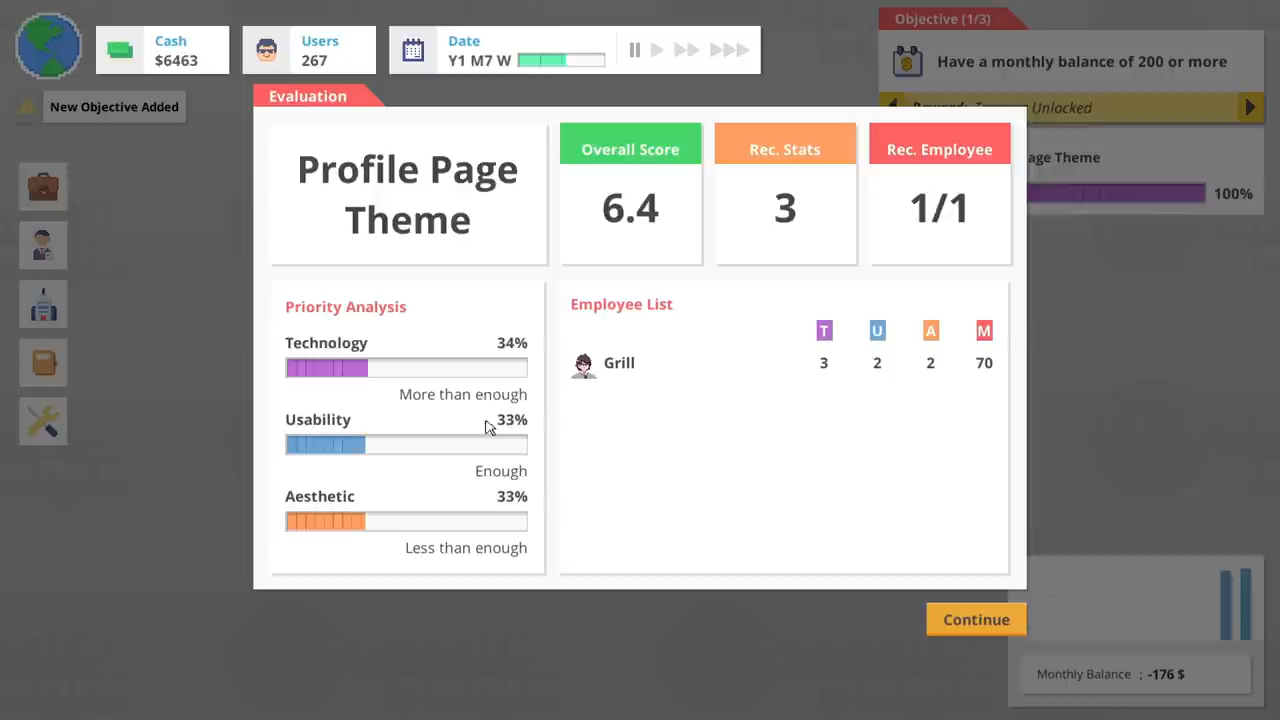 Cash
$6463
Users
267
Date
Y1 M7 W
Objective (1/3)
Have a monthly balance of 200 or more
Unlocked
New Objective Added
age Theme
100%
Evaluation
Profile Page
Theme
Overall Score
6.4
Rec. Stats
3
Rec. Employee
1/1
Priority Analysis
Technology 34%
More than enough
Usability 33%
Enough
Aesthetic 33%
Less than enough
Employee List
T U A M
Grill 3 2 2 70
Continue
Monthly Balance : -176 $